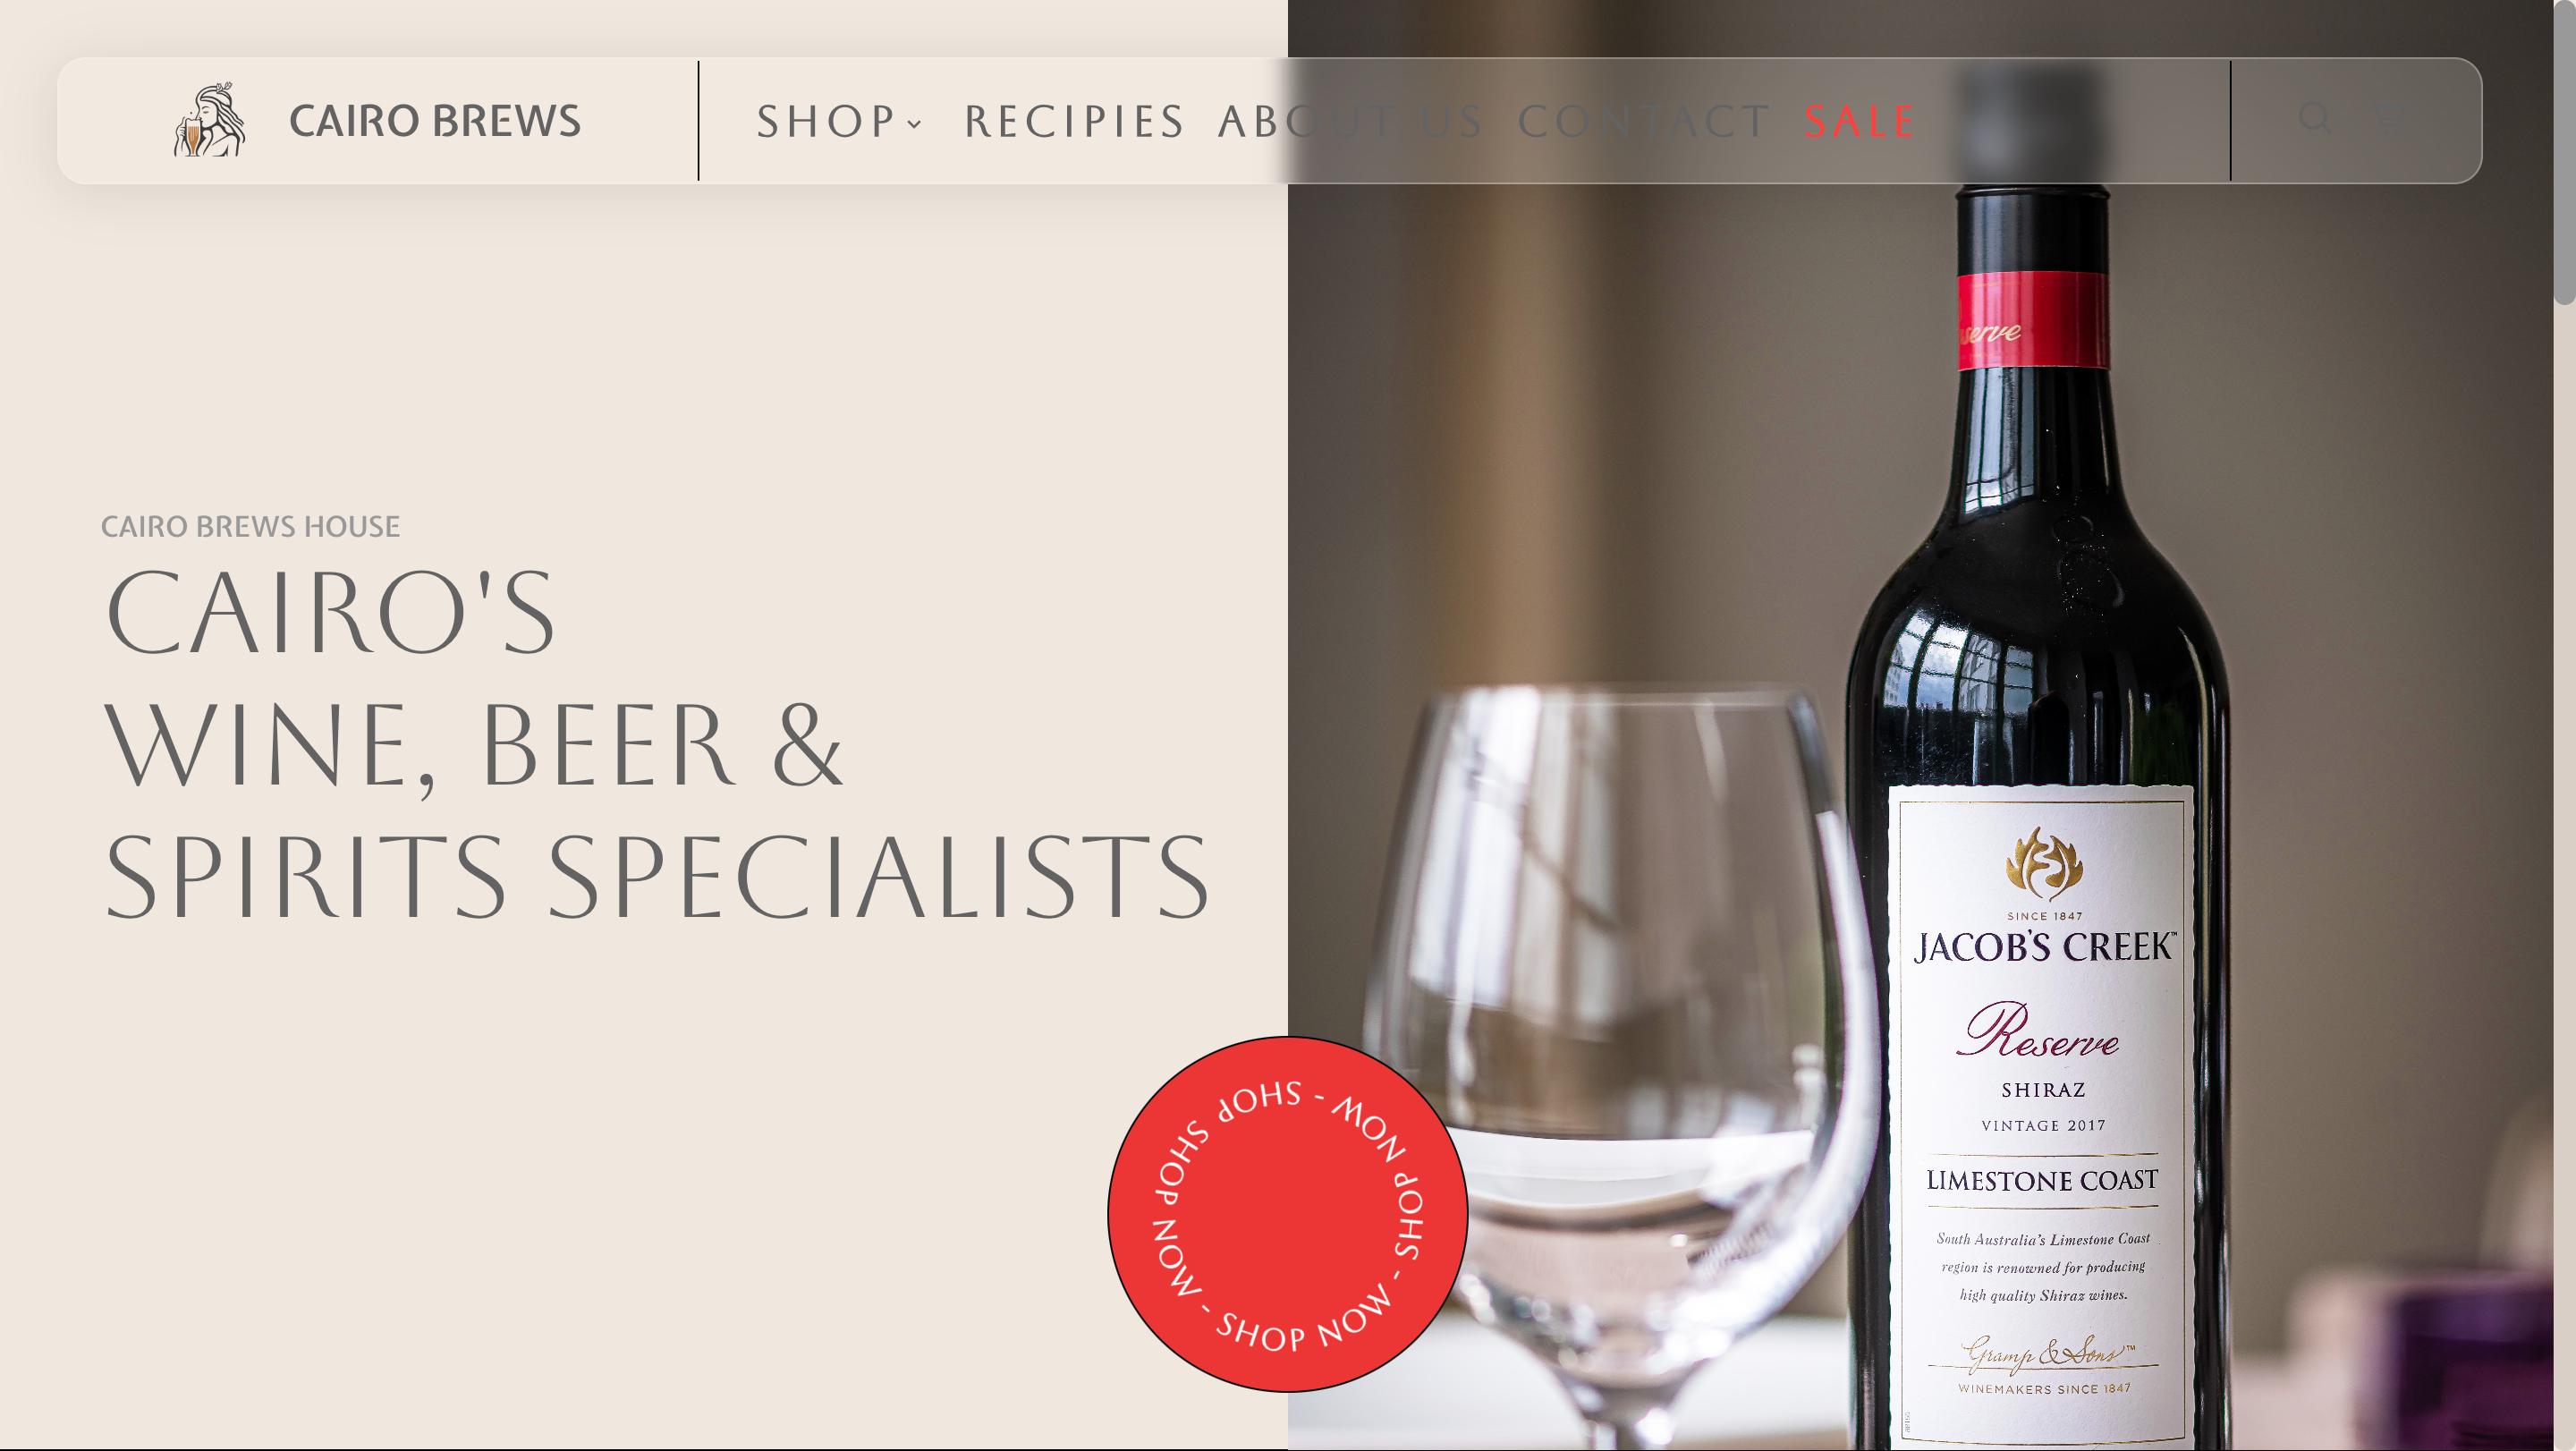 CAIRO BREWS
SHOP
RECIPIES
ABOUT US
CONTACT
SALE
CAIRO BREWS HOUSE
CAIRO'S
WINE, BEER &
SPIRITS SPECIALISTS
SHOP NOW - SHOP NOW - SHOP SHOP NOW -
serve
SINCE 1847
JACOB'S CREEK™
Reserve
SHIRAZ
VINTAGE 2017
LIMESTONE COAST
South Australia's Limestone Coast
region is renowned for producing
high quality Shiraz wines.
Gramp & Sons™
WINEMAKERS SINCE 1847